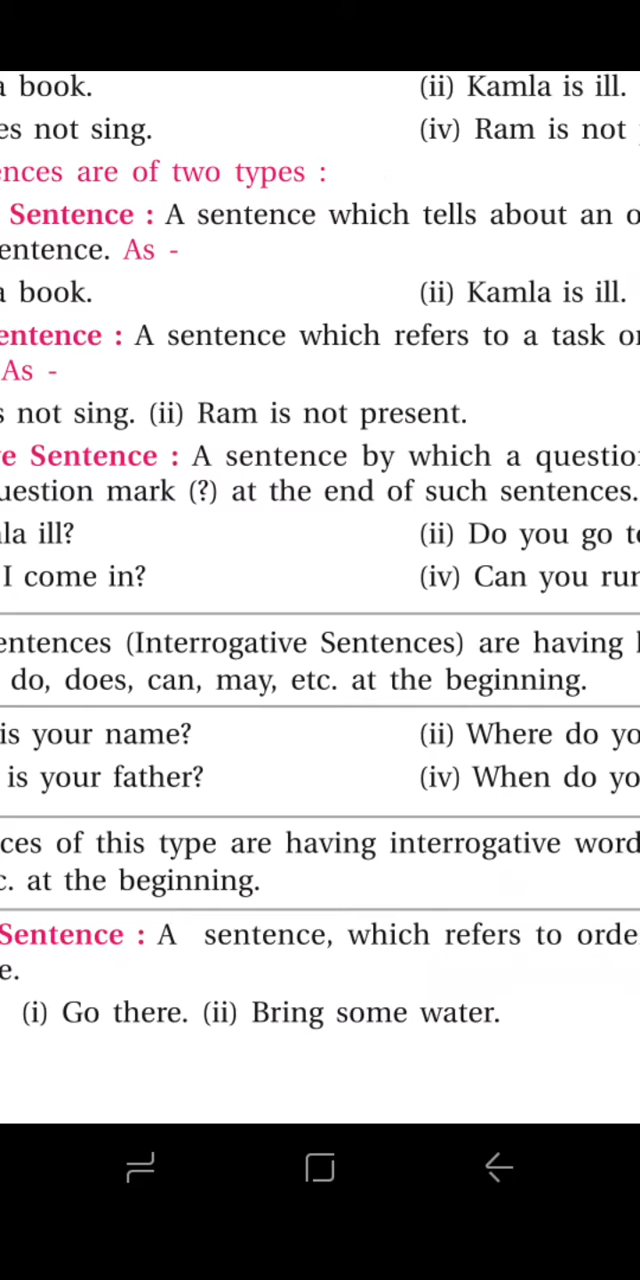 a book. (ii) Kamla is ill.
es not sing. (iv) Ram is not
ences are of two types :
Sentence : A sentence which tells about an o
entence. As -
a book. (ii) Kamla is ill.
entence : A sentence which refers to a task or
As -
s not sing. (ii) Ram is not present.
e Sentence : A sentence by which a questio
uestion mark (?) at the end of such sentences.
la ill? (ii) Do you go to
I come in? (iv) Can you run
entences (Interrogative Sentences) are having
do, does, can, may, etc. at the beginning.
is your name? (ii) Where do yo
is your father? (iv) When do yo
ces of this type are having interrogative word
c. at the beginning.
Sentence : A sentence, which refers to orde
e.
(i) Go there. (ii) Bring some water.